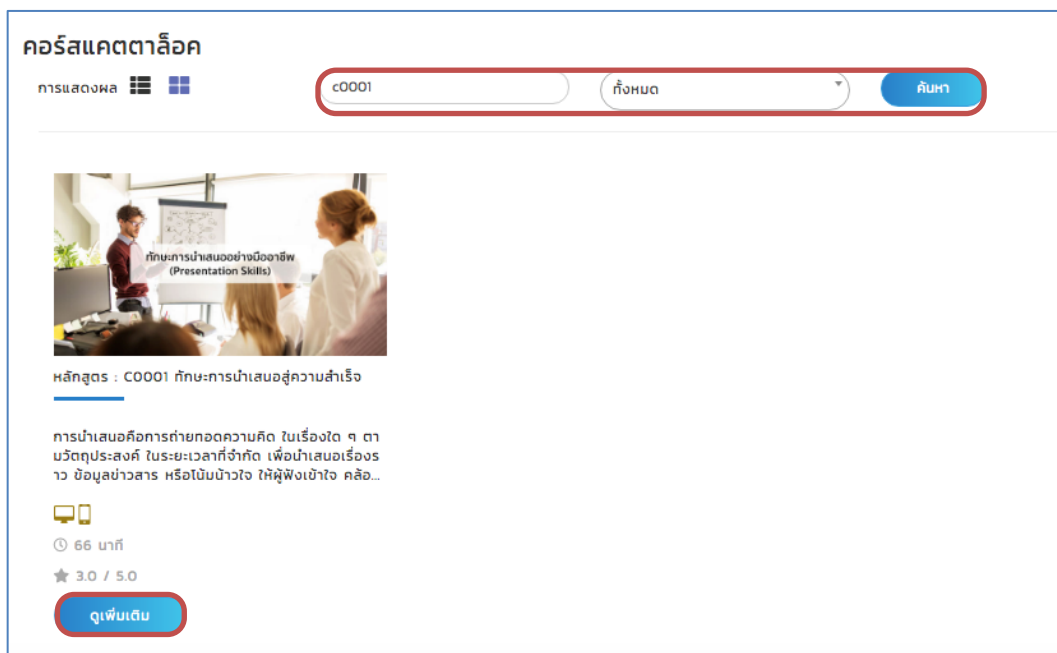 คอร์สแคตตาล็อค
การแสดงผล
c0001
ทั้งหมด
ค้นหา
ทักษะการนำเสนออย่างมืออาชีพ
(Presentation Skills)
หลักสูตร : C0001 ทักษะการนำเสนอสู่ความสำเร็จ
การนำเสนอคือการถ่ายทอดความคิด ในเรื่องใด ๆ ตา
มวัตถุประสงค์ ในระยะเวลาที่จำกัด เพื่อนำเสนอเรื่องร
าว ข้อมูลข่าวสาร หรือโน้มน้าวใจ ให้ผู้ฟังเข้าใจ คล้อ...
66 นาที
3.0 / 5.0
ดูเพิ่มเติม